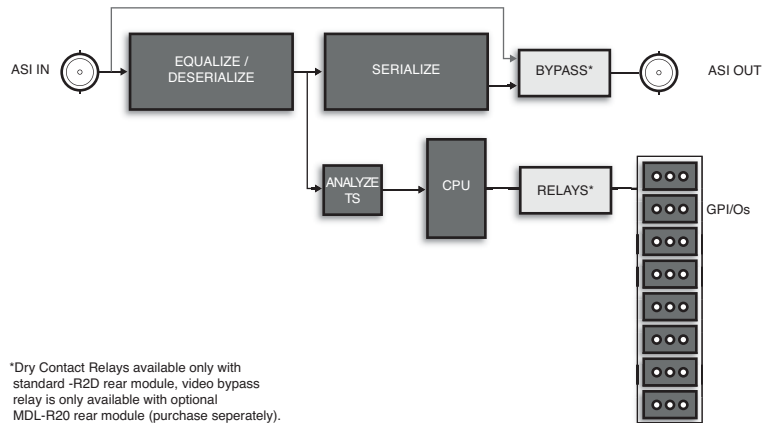 ASI IN
EQUALIZE /
DESERIALIZE
SERIALIZE
BYPASS*
ASI OUT
ANALYZE
TS
CPU
RELAYS*
GPI/Os
*Dry Contact Relays available only with
standard -R2D rear module, video bypass
relay is only available with optional
MDL-R20 rear module (purchase seperately).